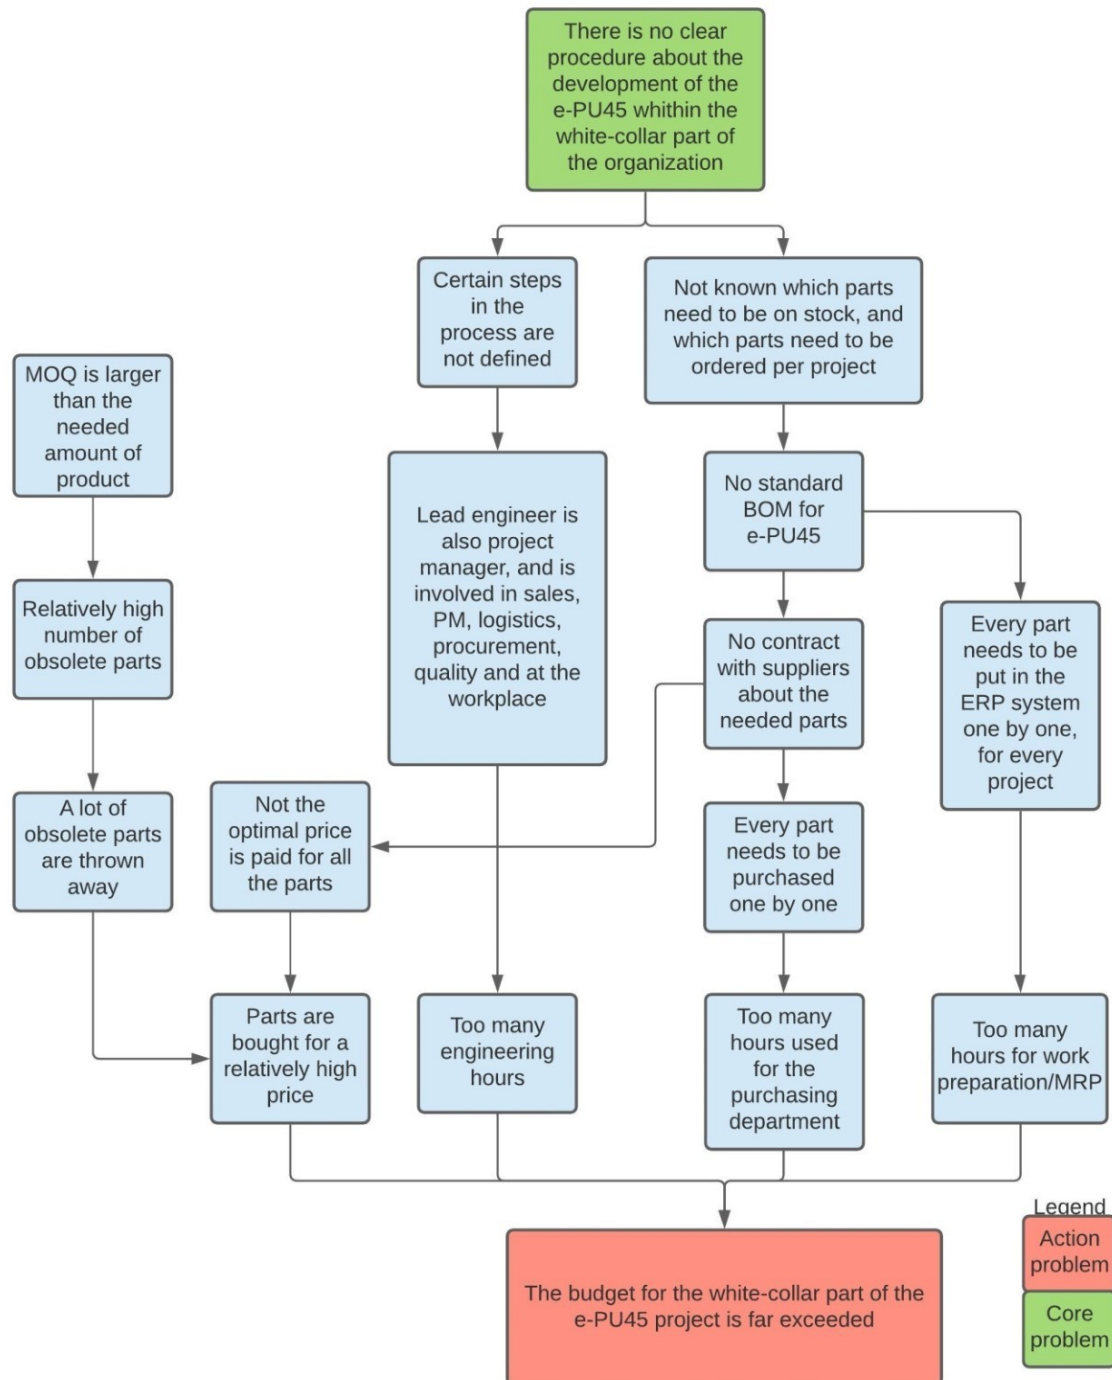 There is no clear
procedure about the
development of the
e-PU45 whithin the
white-collar part of
the organization
Certain steps
in the
process are
not defined
Not known which parts
need to be on stock, and
which parts need to be
ordered per project
MOQ is larger
than the
needed
amount of
product
Lead engineer is
also project
manager, and is
involved in sales,
PM, logistics,
procurement,
quality and at the
workplace
No standard
BOM for
e-PU45
Relatively high
number of
obsolete parts
No contract
with suppliers
about the
needed parts
Every part
needs to be
put in the
ERP system
one by one,
for every
project
A lot of
obsolete parts
are thrown
away
Not the
optimal price
is paid for all
the parts
Every part
needs to be
purchased
one by one
Parts are
bought for a
relatively high
price
Too many
engineering
hours
Too many
hours used
for the
purchasing
department
Too many
hours for work
preparation/MRP
The budget for the white-collar part of the
e-PU45 project is far exceeded
Legend
Action
problem
Core
problem